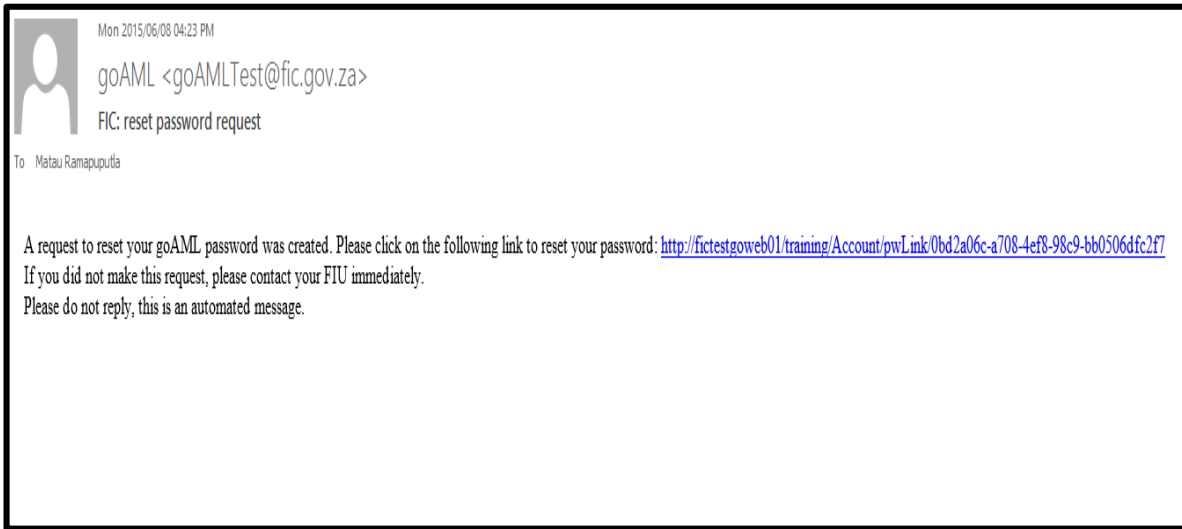 Mon 2015/06/08 04:23 PM
goAML <goAMLTest@fic.gov.za>
FIC: reset password request
To Matau Ramapuputla
A request to reset your goAML password was created. Please click on the following link to reset your password: http://fictestgoweb01/training/Account/pwLink/0bd2a06c-a708-4ef8-98c9-bb0506dfc2f7
If you did not make this request, please contact your FIU immediately.
Please do not reply, this is an automated message.